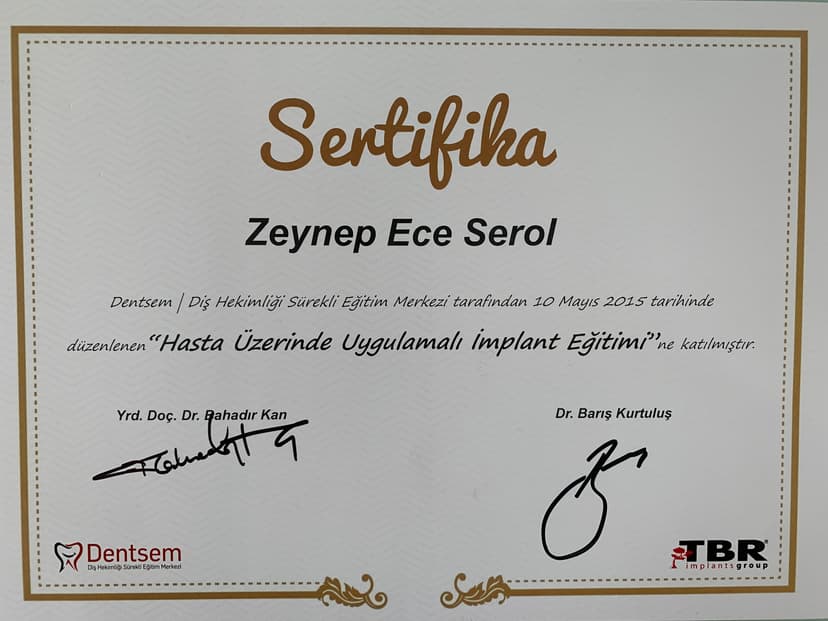 Sertifika
Zeynep Ece Serol
Dentsem | Diş Hekimliği Sürekli Eğitim Merkezi tarafından 10 Mayıs 2015 tarihinde
düzenlenen "Hasta Üzerinde Uygulamalı İmplant Eğitimi"ne katılmıştır.
Yrd. Doç. Dr. Bahadır Kan
Dr. Barış Kurtuluş
Dentsem
Diş Hekimliği Sürekli Eğitim Merkezi
TBR®
implants group